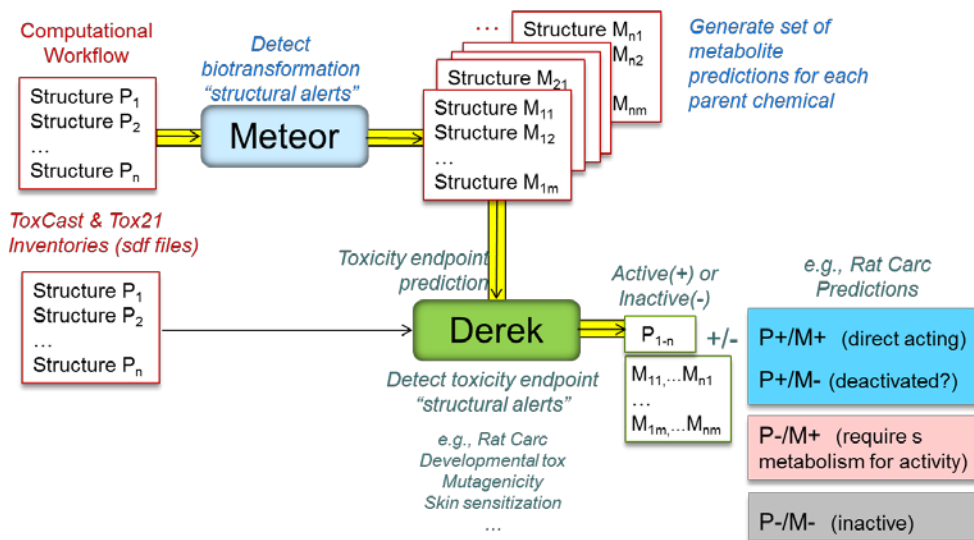 Computational
Workflow
Structure P₁
Structure P₂
...
Structure Pₙ
Detect
biotransformation
“structural alerts”
Meteor
... Structure Mₙ₁
Mₙ₂
Mₙₘ
Structure M₂₁
Structure M₁₁
Structure M₁₂
...
Structure M₁ₘ
Generate set of
metabolite
predictions for each
parent chemical
ToxCast & Tox21
Inventories (sdf files)
Structure P₁
Structure P₂
...
Structure Pₙ
Toxicity endpoint
prediction
Derek
Detect toxicity endpoint
“structural alerts”
e.g., Rat Carc
Developmental tox
Mutagenicity
Skin sensitization
...
Active(+) or
Inactive(-)
P₁₋ₙ +/-
M₁₁,...Mₙ₁
...
M₁ₘ,...Mₙₘ
e.g., Rat Carc
Predictions
P+/M+ (direct acting)
P+/M- (deactivated?)
P-/M+ (require s
metabolism for activity)
P-/M- (inactive)